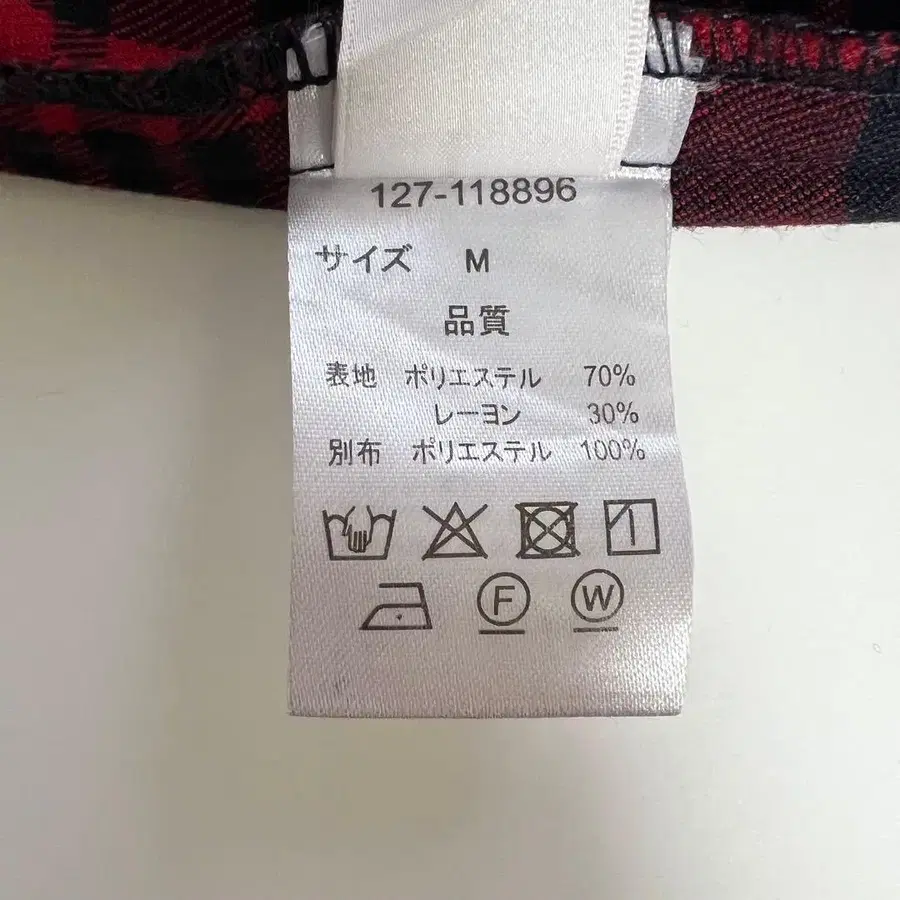 127-118896
サイズ M
品質
表地 ポリエステル 70%
レーヨン 30%
別布 ポリエステル 100%
F W